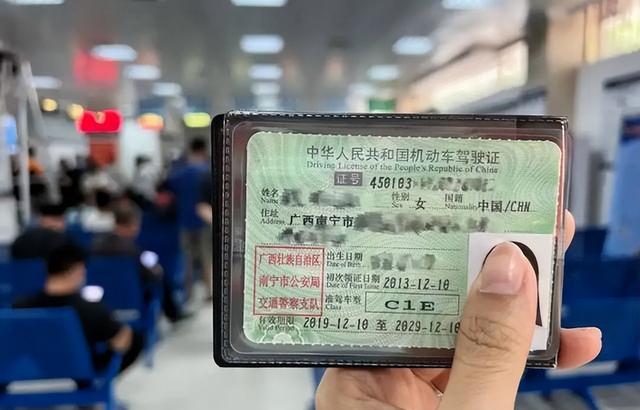 中华人民共和国机动车驾驶证
Driving License of the People's Republic of China
证号 450103
姓名 性别 女 国籍 中国/CHN
Name Sex Nationality
住址 广西南宁市
Address
出生日期
Date of Birth
广西壮族自治区
南宁市公安局
交通警察支队
初次领证日期 2013-12-10
Date of First Issue
准驾车型 C1E
Class
有效期限 2019-12-10 至 2029-12-10
Valid Period